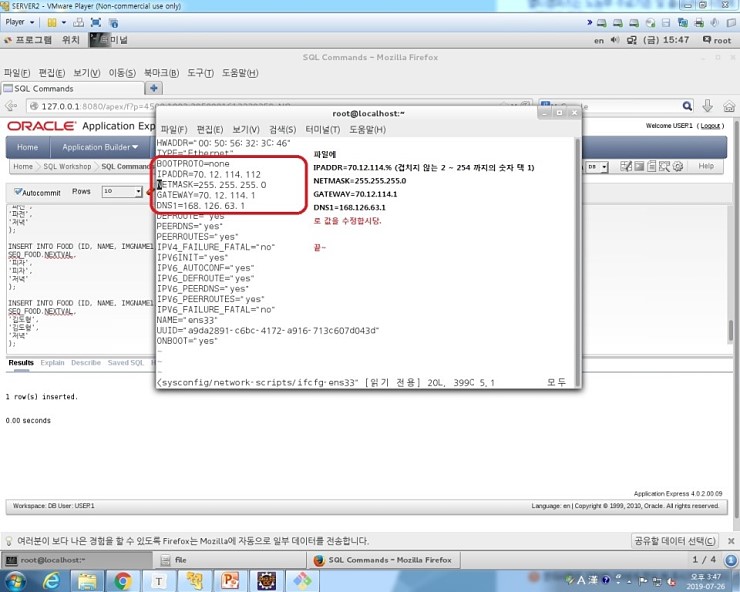 SERVER2 - VMware Player (Non-commercial use only)
Player
프로그램 위치 미널
en (금) 15:47 root
SQL Commands - Mozilla Firefox
파일(F) 편집(E) 보기(V) 이동(S) 북마크(B) 도구(T) 도움말(H)
SQL Commands
127.0.0.1:8080/apex/f?p=
root@localhost:~
ORACLE Application Exp
Welcome USER1 (Logout)
파일(F) 편집(E) 보기(V) 검색(S) 터미널(T) 도움말(H)
Home Application Builder
Home SQL Workshop SQL Comman
Help
Autocommit Rows 10
HWADDR="00:50:56:32:3C:46"
TYPE="Ethernet"
BOOTPROTO=none
IPADDR=70.12.114.112
NETMASK=255.255.255.0
GATEWAY=70.12.114.1
DNS1=168.126.63.1
DEFROUTE="yes"
PEERDNS="yes"
PEERROUTES="yes"
IPV4_FAILURE_FATAL="no"
IPV6INIT="yes"
IPV6_AUTOCONF="yes"
IPV6_DEFROUTE="yes"
IPV6_PEERDNS="yes"
IPV6_PEERROUTES="yes"
IPV6_FAILURE_FATAL="no"
NAME="ens33"
UUID="a9da2891-c6bc-4172-a916-713c607d043d"
ONBOOT="yes"
~
~
~
<sysconfig/network-scripts/ifcfg-ens33" [읽기 전용] 20L, 399C 5,1 모두
파일에
IPADDR=70.12.114.% (겹치지 않는 2 ~ 254 까지의 숫자 택 1)
NETMASK=255.255.255.0
GATEWAY=70.12.114.1
DNS1=168.126.63.1
로 값을 수정합시당.
끝~
'파전',
'저녁'
);
INSERT INTO FOOD (ID, NAME, IMGNAME
SEQ_FOOD.NEXTVAL,
'피자',
'피자',
'저녁'
);
INSERT INTO FOOD (ID, NAME, IMGNAME
SEQ_FOOD.NEXTVAL,
'김도형',
'김도형',
'저녁'
);
Results Explain Describe Saved SQL
1 row(s) inserted.
0.00 seconds
Application Express 4.0.2.00.09
Workspace: DB User: USER1
Language: en | Copyright © 1999, 2010, Oracle. All rights reserved.
여러분이 보다 나은 경험을 할 수 있도록 Firefox는 Mozilla에 자동으로 일부 데이터를 전송합니다.
공유할 데이터 선택(C)
root@localhost:~ file SQL Commands - Mozilla Firefox 1 / 4
A 漢
오후 3:47
2019-07-26